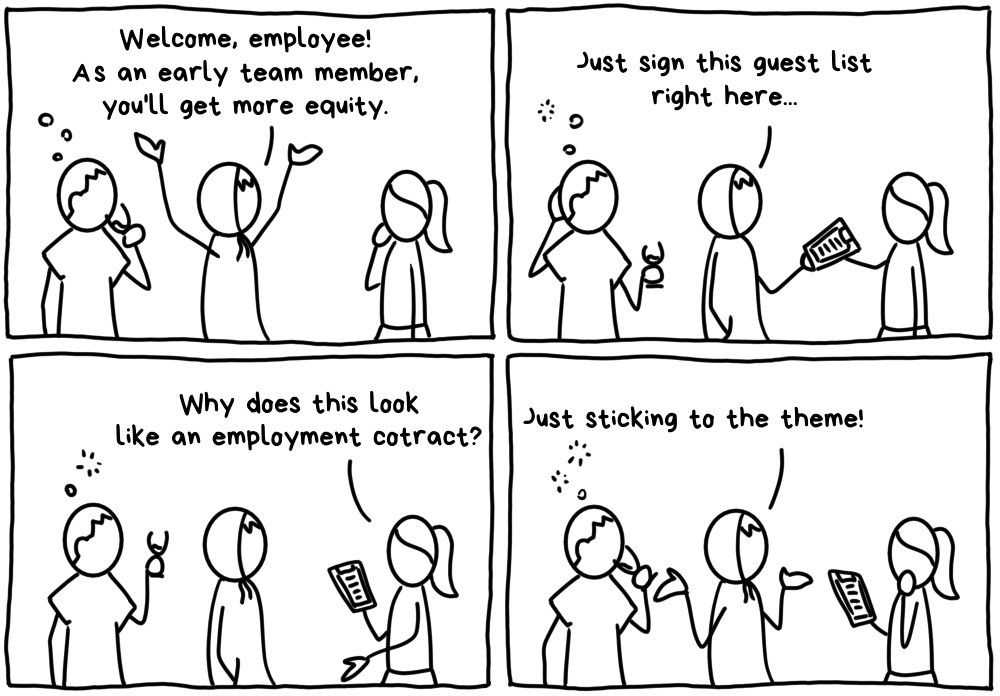 Welcome, employee!
As an early team member,
you'll get more equity.
Just sign this guest list
right here...
Why does this look
like an employment cotract?
Just sticking to the theme!